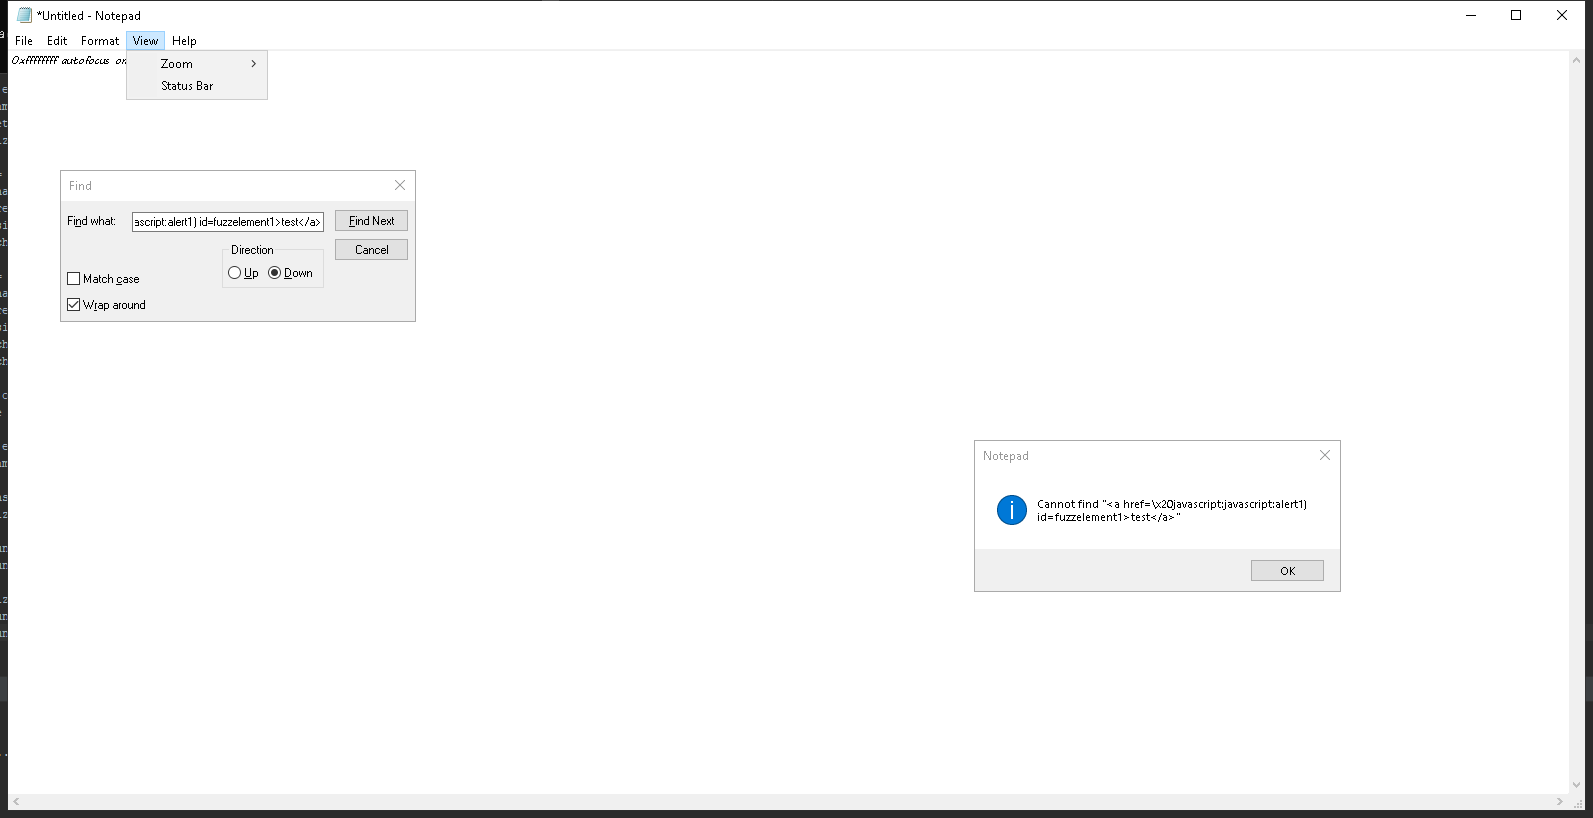 *Untitled - Notepad
File Edit Format View Help
0xffffffff autofocus
Zoom
Status Bar
Find
Find what: ascript:alert1) id=fuzzelement1>test</a> Find Next
Direction Cancel
Up Down
Match case
Wrap around
Notepad
Cannot find "<a href=\x20javascript:javascript:alert1)
id=fuzzelement1>test</a>"
OK